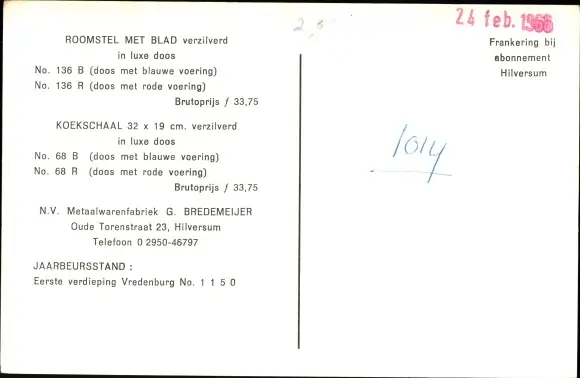 ROOMSTEL MET BLAD verzilverd
in luxe doos
No. 136 B (doos met blauwe voering)
No. 136 R (doos met rode voering)
Brutoprijs ƒ 33,75
KOEKSCHAAL 32 x 19 cm. verzilverd
in luxe doos
No. 68 B (doos met blauwe voering)
No. 68 R (doos met rode voering)
Brutoprijs ƒ 33,75
N.V. Metaalwarenfabriek G. BREDEMEIJER
Oude Torenstraat 23, Hilversum
Telefoon 0 2950-46797
JAARBEURSSTAND :
Eerste verdieping Vredenburg No. 1 1 5 0
24 feb. 1966
Frankering bij
abonnement
Hilversum